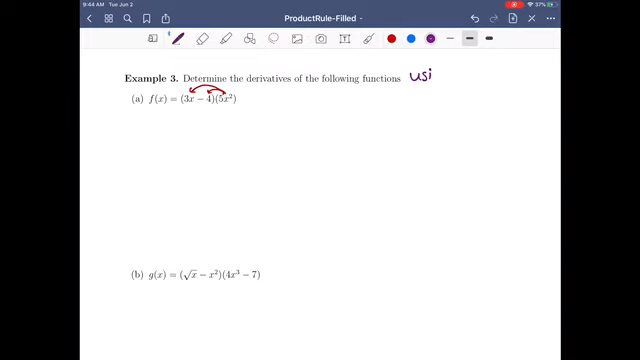 9:44 AM Tue Jun 2
ProductRule-Filled
37%
Example 3. Determine the derivatives of the following functions usi
(a) f(x) = (3x − 4)(5x²)
(b) g(x) = (√x − x²)(4x³ − 7)